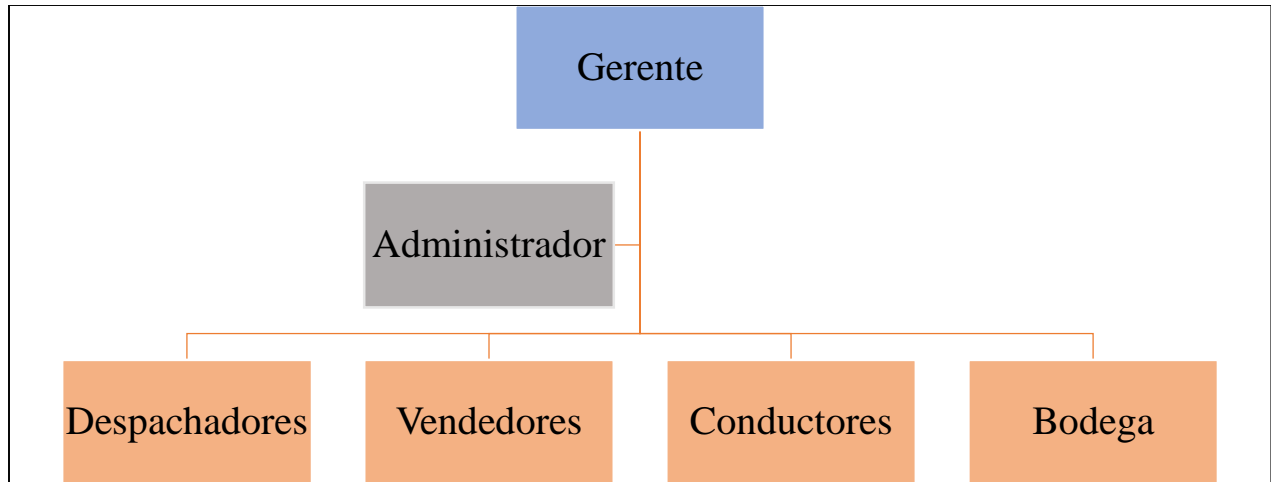 Gerente
Administrador
Despachadores
Vendedores
Conductores
Bodega